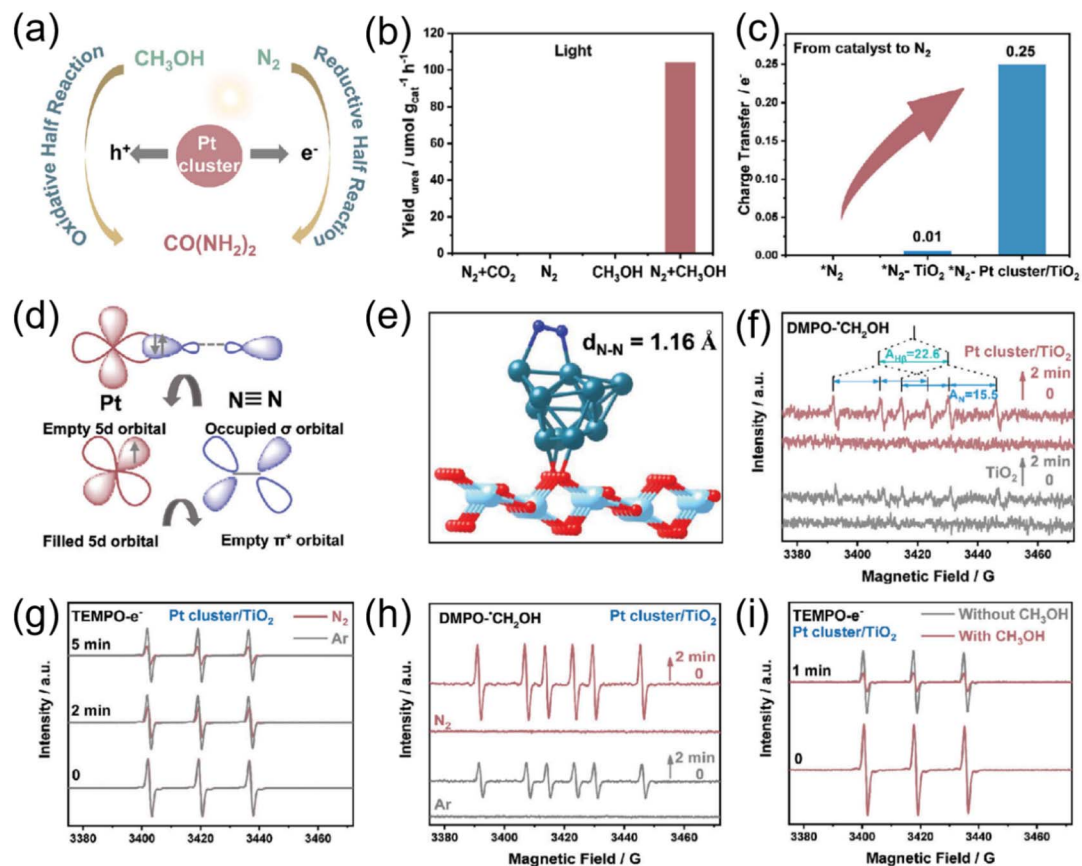 (a)
CH₃OH
N₂
Oxidative Half Reaction
Reductive Half Reaction
h⁺
Pt
cluster
e⁻
CO(NH₂)₂
(b)
Light
Yield urea / umol gcat⁻¹ h⁻¹
120
100
80
60
40
20
0
N₂+CO₂
N₂
CH₃OH
N₂+CH₃OH
(c)
From catalyst to N₂
0.25
0.01
Charge Transfer / e⁻
0.25
0.20
0.15
0.10
0.05
0.00
*N₂
*N₂- TiO₂
*N₂- Pt cluster/TiO₂
(d)
Pt
N≡N
Empty 5d orbital
Occupied σ orbital
Filled 5d orbital
Empty π* orbital
(e)
dN-N = 1.16 Å
(f)
DMPO-•CH₂OH
AHβ=22.6
Pt cluster/TiO₂
2 min
AN=15.5
0
TiO₂
2 min
0
Intensity / a.u.
3380
3400
3420
3440
3460
Magnetic Field / G
(g)
TEMPO-e⁻
Pt cluster/TiO₂
N₂
Ar
5 min
2 min
0
Intensity / a.u.
3380
3400
3420
3440
3460
Magnetic Field / G
(h)
DMPO-•CH₂OH
Pt cluster/TiO₂
2 min
0
N₂
2 min
0
Ar
Intensity / a.u.
3380
3400
3420
3440
3460
Magnetic Field / G
(i)
TEMPO-e⁻
Without CH₃OH
Pt cluster/TiO₂
With CH₃OH
1 min
0
Intensity / a.u.
3380
3400
3420
3440
3460
Magnetic Field / G